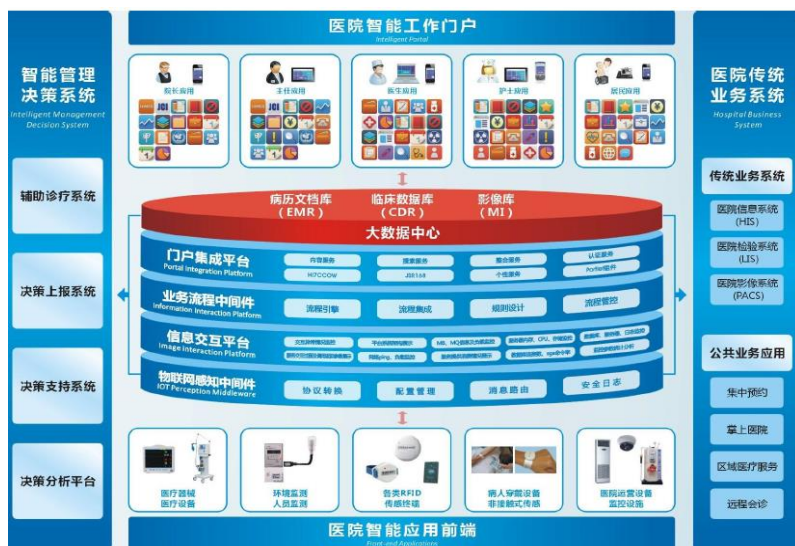 医院智能工作门户
Intelligent Portal
智能管理
决策系统
Intelligent Management
Decision System
辅助诊疗系统
决策上报系统
决策支持系统
决策分析平台
院长应用
主任应用
医生应用
护士应用
居民应用
病历文档库
(EMR)
临床数据库
(CDR)
影像库
(MI)
大数据中心
门户集成平台
Portal Integration Platform
内容服务
搜索服务
整合服务
认证服务
HI7CCOW
JSR168
个性服务
Portlet套件
业务流程中间件
Information Interaction Platform
流程引擎
流程集成
规则设计
流程管控
信息交互平台
Image Interaction Platform
物联网感知中间件
IOT Perception Middleware
协议转换
配置管理
消息路由
安全日志
医疗器械
医疗设备
环境监测
人员监测
各类RFID
传感终端
病人穿戴设备
非接触式传感
医院运营设备
监控设施
医院智能应用前端
Front-end Applications
医院传统
业务系统
Hospital Business
System
传统业务系统
医院信息系统
(HIS)
医院检验系统
(LIS)
医院影像系统
(PACS)
公共业务应用
集中预约
掌上医院
区域医疗服务
远程会诊